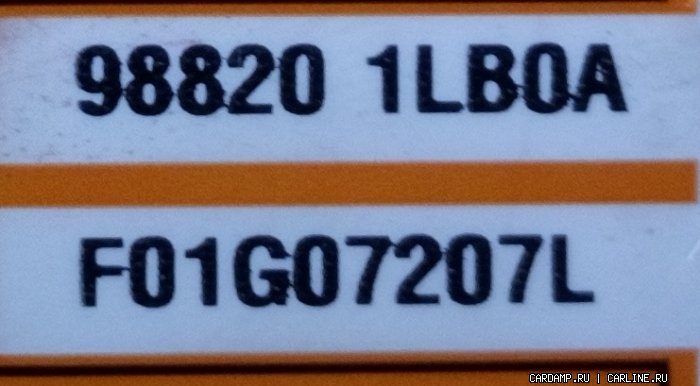 98820 1LB0A
F01G07207L
CARDAMP.RU | CARLINE.RU